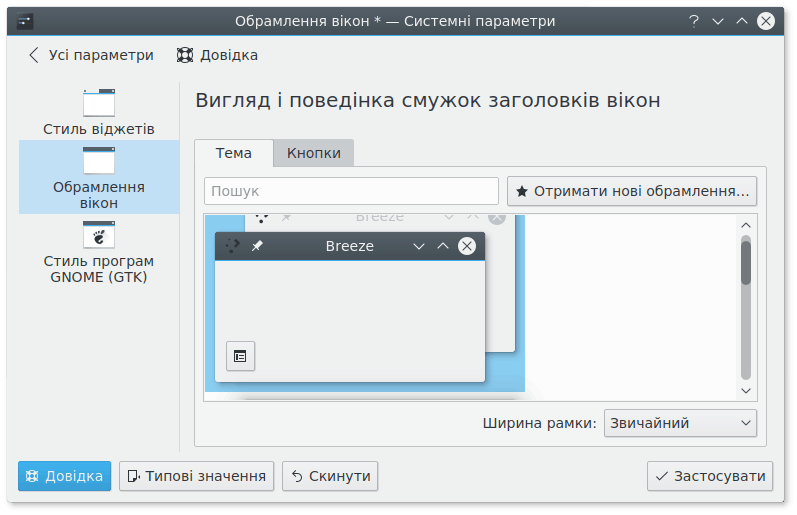 Обрамлення вікон * — Системні параметри
Усі параметри Довідка
Стиль віджетів
Обрамлення
вікон
Стиль програм
GNOME (GTK)
Вигляд і поведінка смужок заголовків вікон
Тема Кнопки
Пошук Отримати нові обрамлення...
Breeze
Breeze
Ширина рамки: Звичайний
Довідка Типові значення Скинути Застосувати